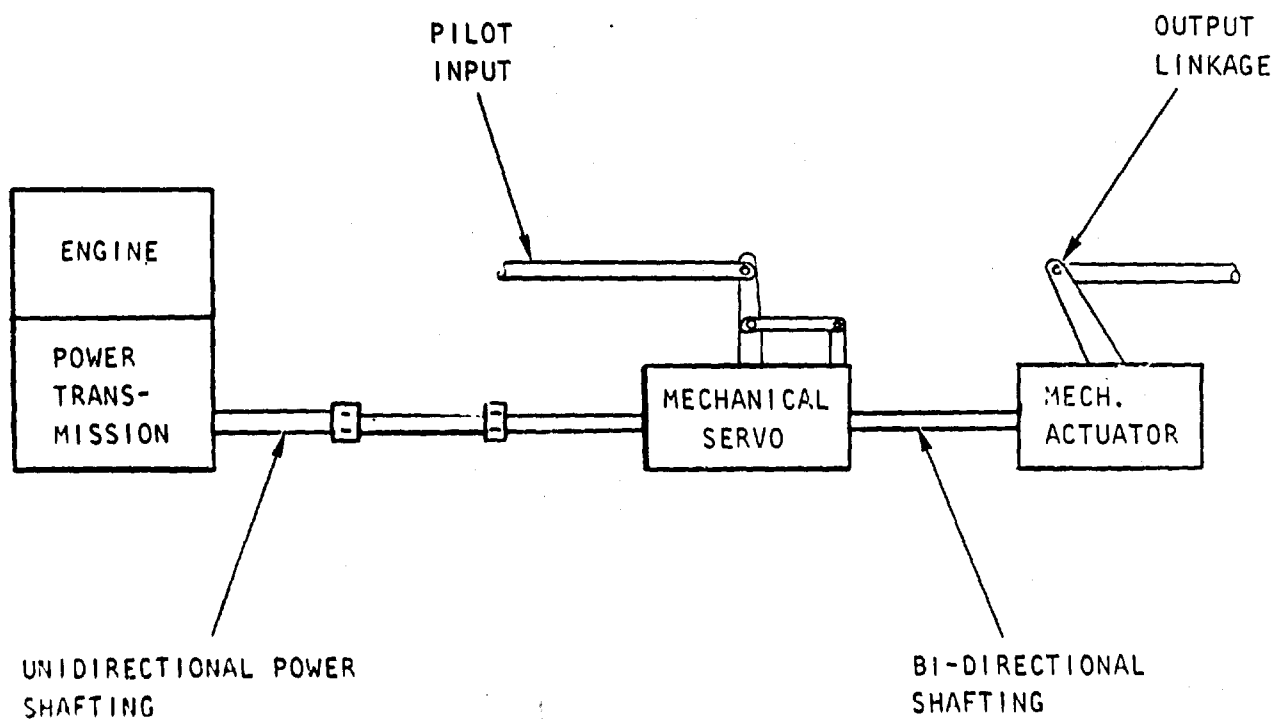 PILOT
INPUT
OUTPUT
LINKAGE
ENGINE
POWER
TRANS-
MISSION
MECHANICAL
SERVO
MECH.
ACTUATOR
UNIDIRECTIONAL POWER
SHAFTING
BI-DIRECTIONAL
SHAFTING